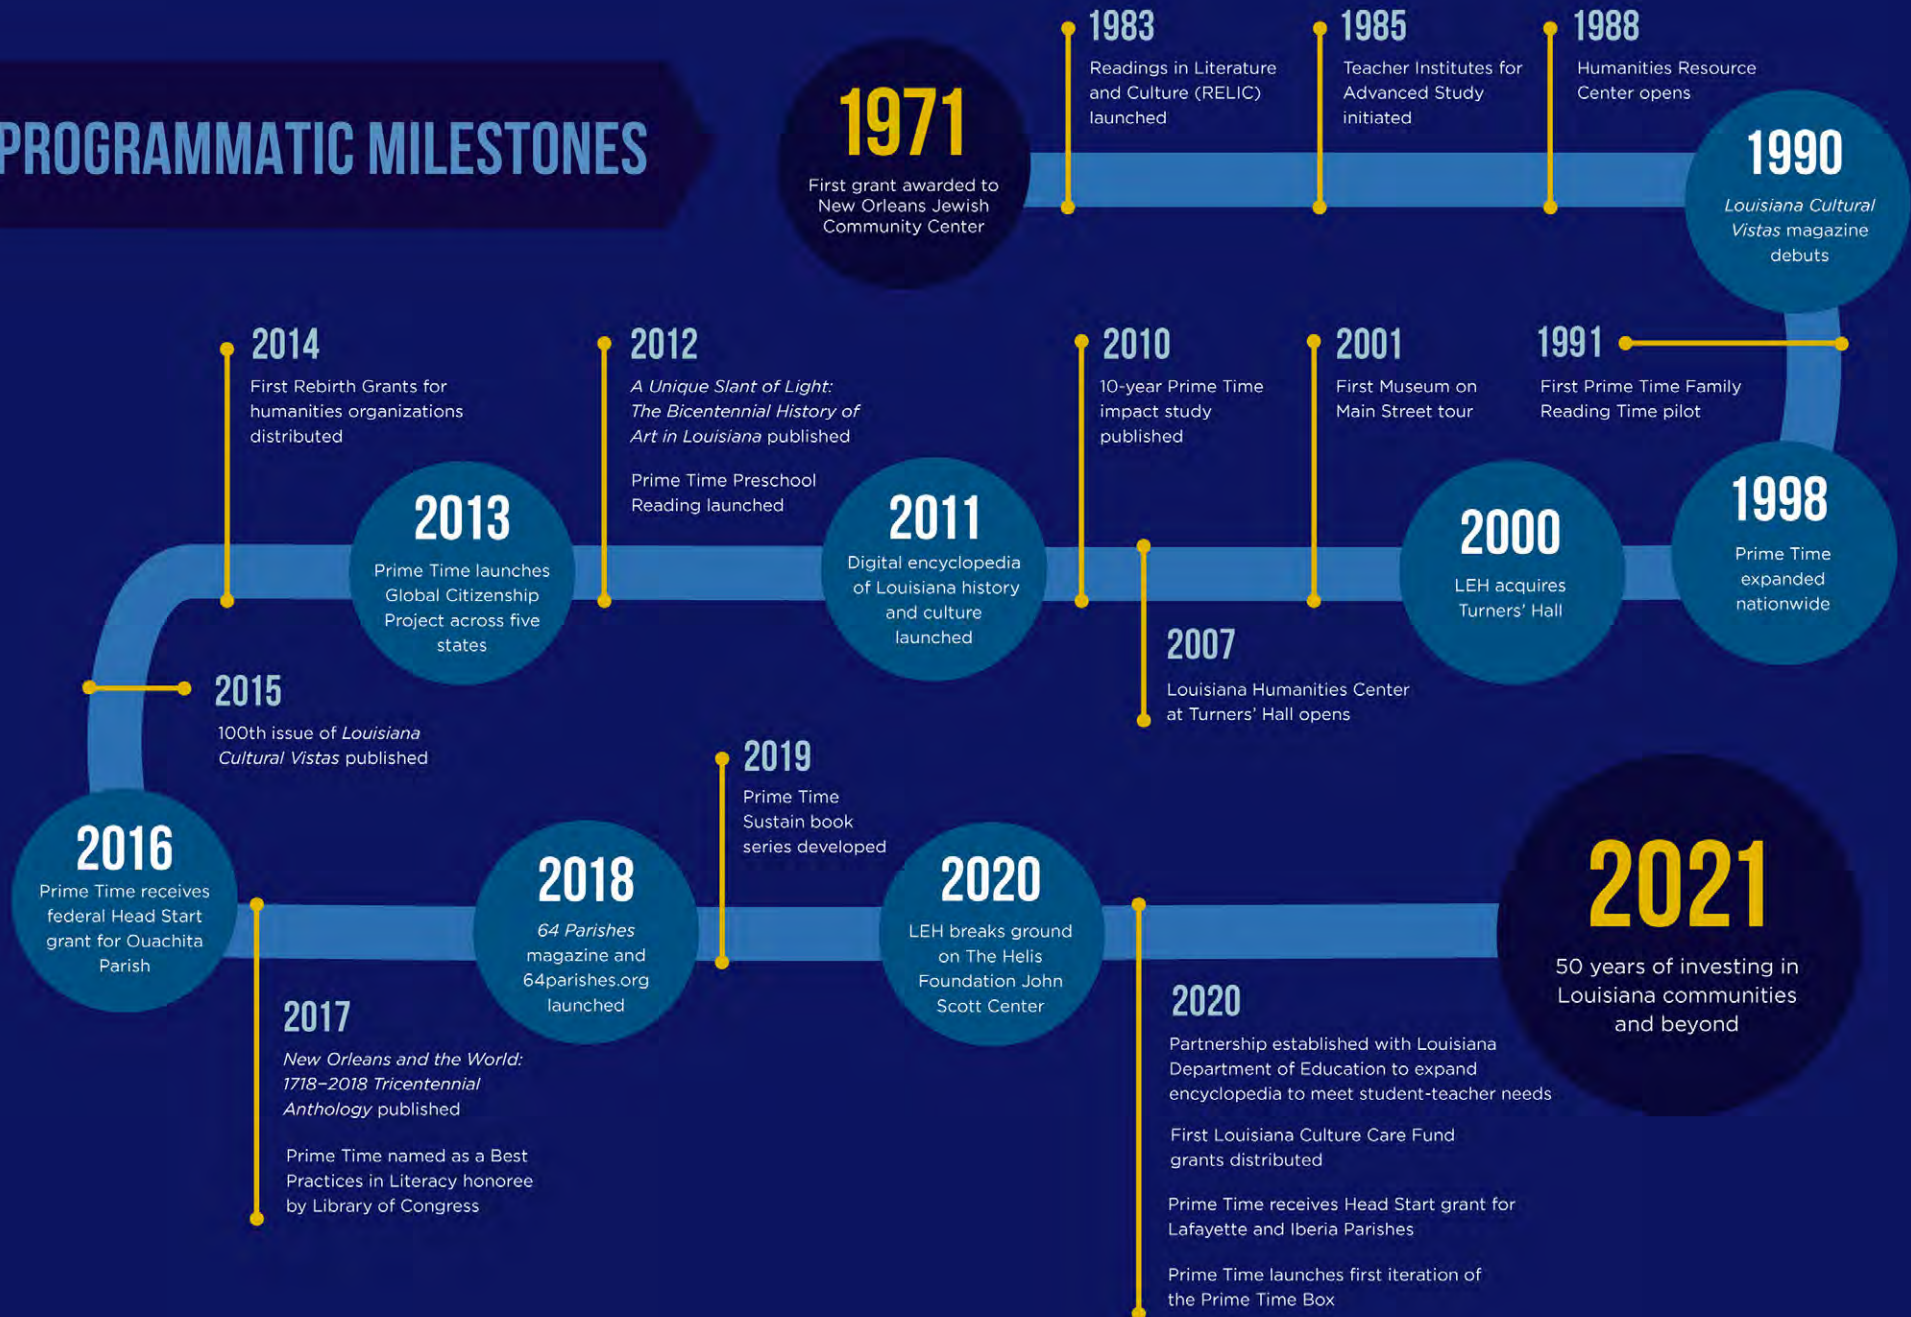 PROGRAMMATIC MILESTONES
1971
First grant awarded to
New Orleans Jewish
Community Center
1983
Readings in Literature
and Culture (RELIC)
launched
1985
Teacher Institutes for
Advanced Study
initiated
1988
Humanities Resource
Center opens
1990
Louisiana Cultural
Vistas magazine
debuts
1991
First Prime Time Family
Reading Time pilot
1998
Prime Time
expanded
nationwide
2000
LEH acquires
Turners' Hall
2001
First Museum on
Main Street tour
2007
Louisiana Humanities Center
at Turners' Hall opens
2010
10-year Prime Time
impact study
published
2011
Digital encyclopedia
of Louisiana history
and culture
launched
2012
A Unique Slant of Light:
The Bicentennial History of
Art in Louisiana published
Prime Time Preschool
Reading launched
2013
Prime Time launches
Global Citizenship
Project across five
states
2014
First Rebirth Grants for
humanities organizations
distributed
2015
100th issue of Louisiana
Cultural Vistas published
2016
Prime Time receives
federal Head Start
grant for Ouachita
Parish
2017
New Orleans and the World:
1718–2018 Tricentennial
Anthology published
Prime Time named as a Best
Practices in Literacy honoree
by Library of Congress
2018
64 Parishes
magazine and
64parishes.org
launched
2019
Prime Time
Sustain book
series developed
2020
LEH breaks ground
on The Helis
Foundation John
Scott Center
2020
Partnership established with Louisiana
Department of Education to expand
encyclopedia to meet student-teacher needs
First Louisiana Culture Care Fund
grants distributed
Prime Time receives Head Start grant for
Lafayette and Iberia Parishes
Prime Time launches first iteration of
the Prime Time Box
2021
50 years of investing in
Louisiana communities
and beyond